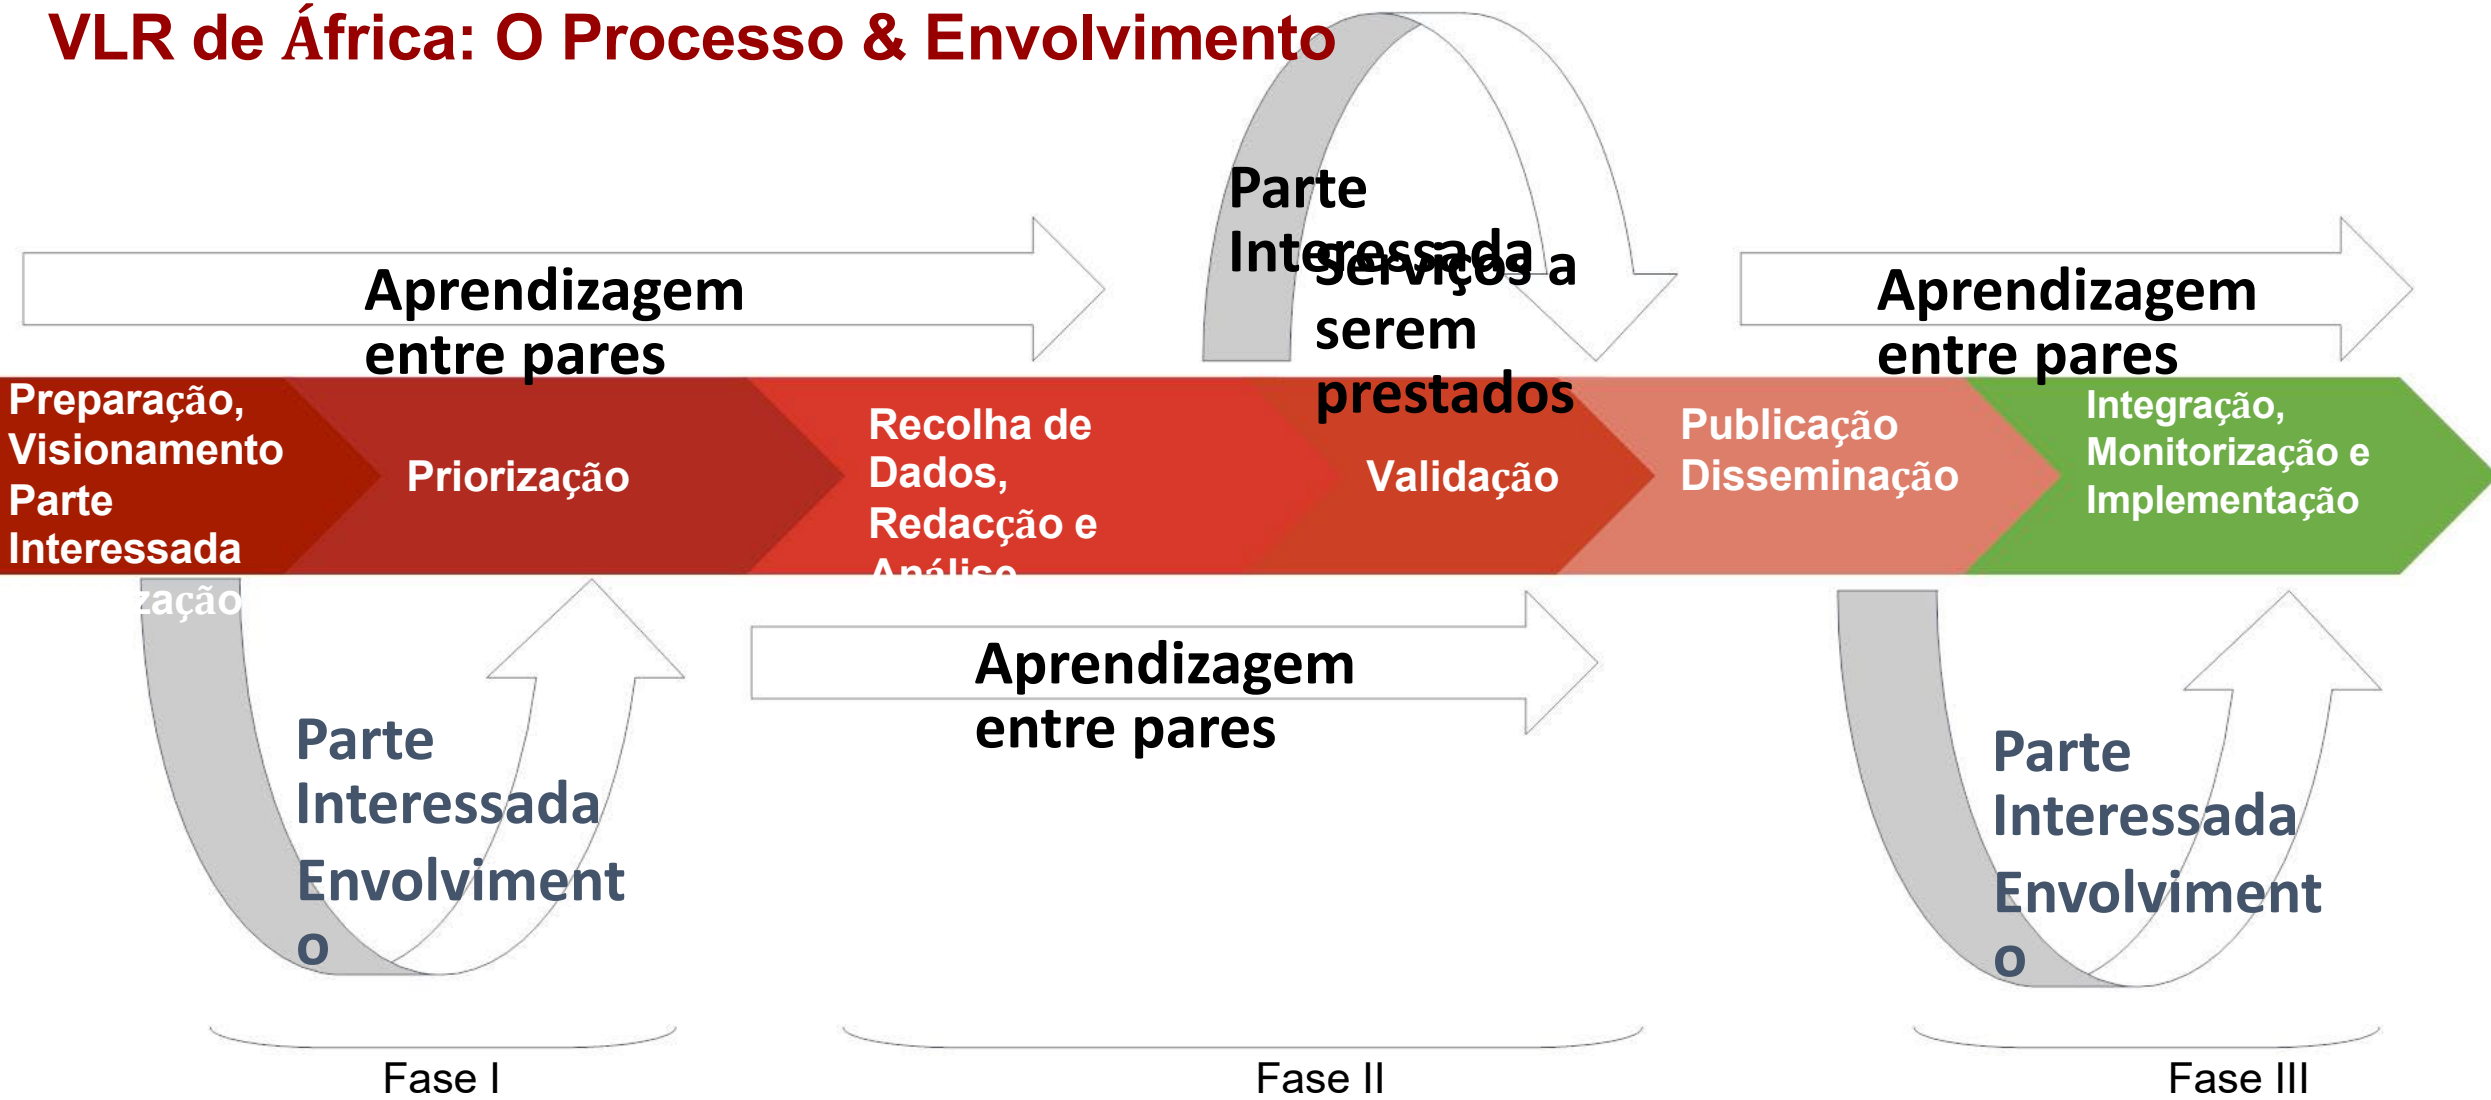 VLR de África: O Processo & Envolvimento
Parte
Interessada
Serviços a
serem
prestados
Aprendizagem
entre pares
Aprendizagem
entre pares
Preparação,
Visionamento
Parte
Interessada
zação
Priorização
Recolha de
Dados,
Redacção e
Análise
Validação
Publicação
Disseminação
Integração,
Monitorização e
Implementação
Aprendizagem
entre pares
Parte
Interessada
Envolviment
o
Parte
Interessada
Envolviment
o
Fase I
Fase II
Fase III